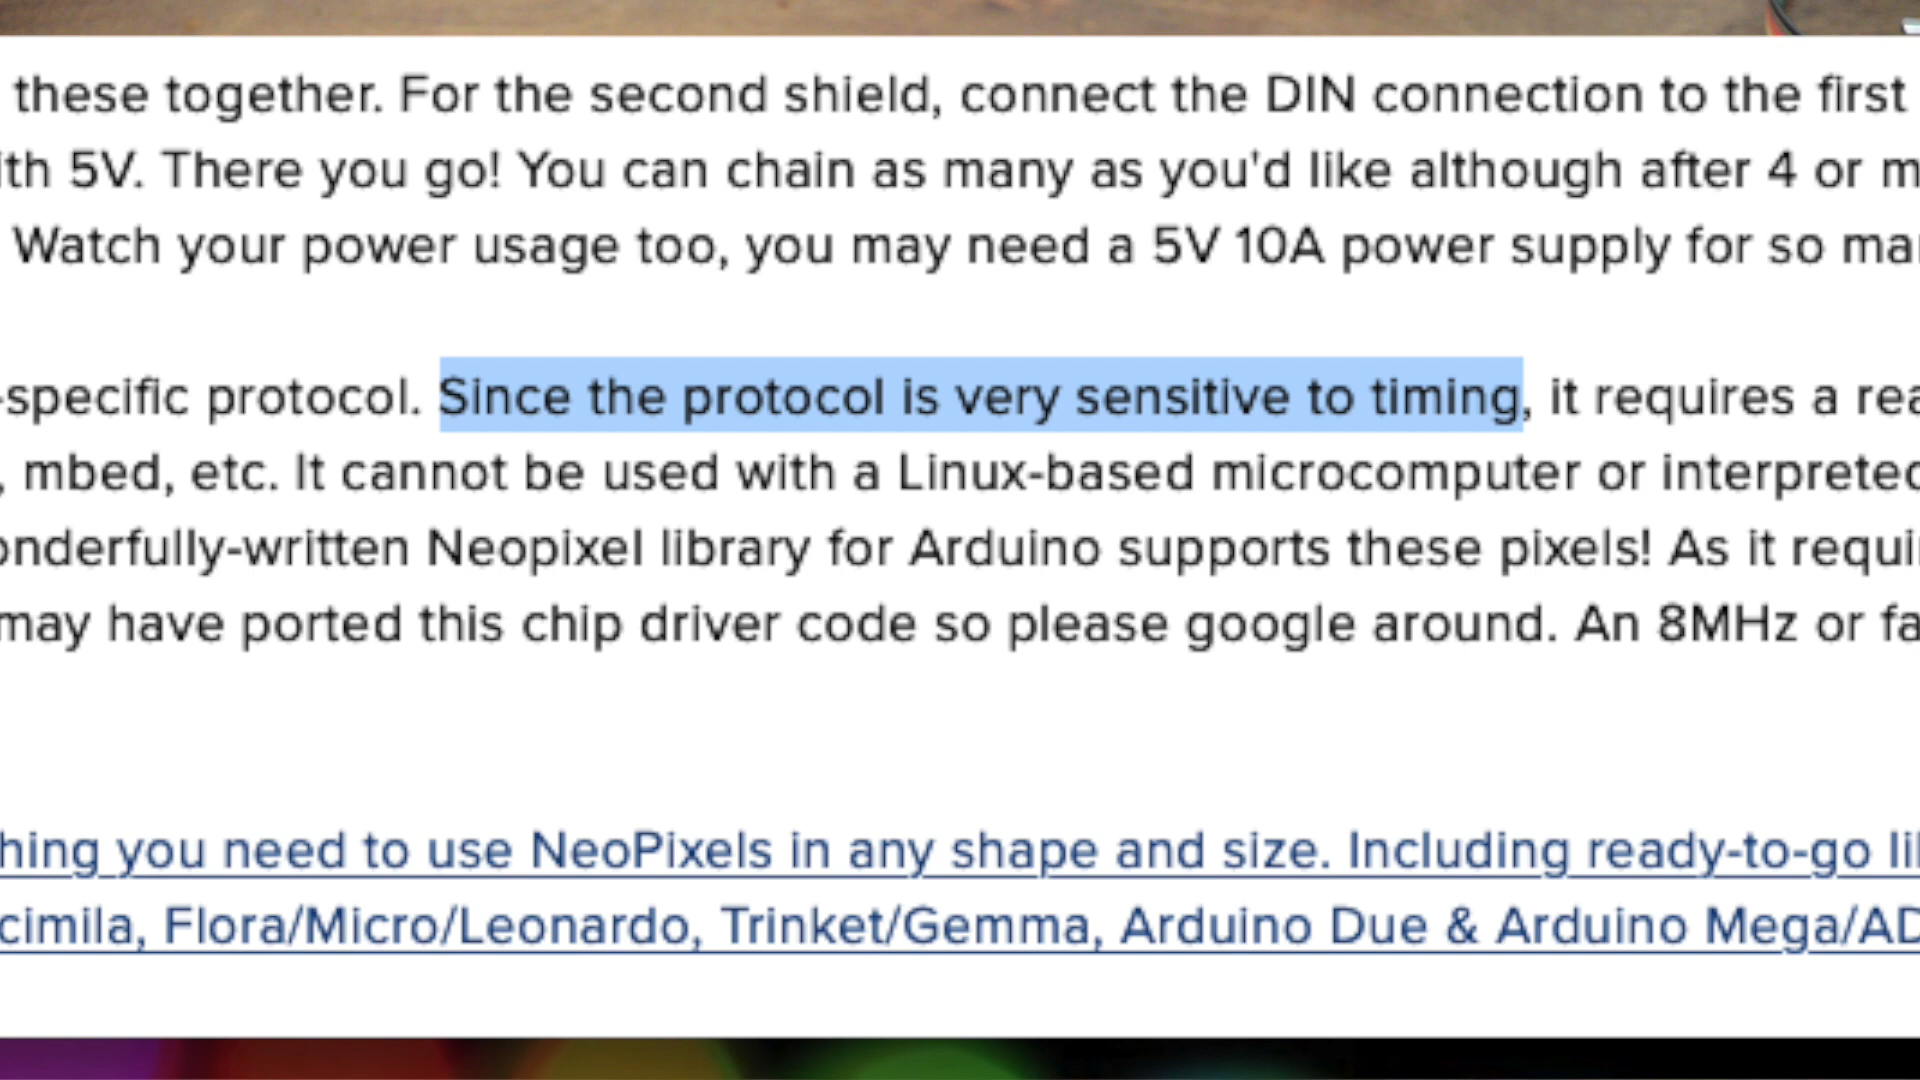 these together. For the second shield, connect the DIN connection to the first
th 5V. There you go! You can chain as many as you'd like although after 4 or m
Watch your power usage too, you may need a 5V 10A power supply for so ma
-specific protocol. Since the protocol is very sensitive to timing, it requires a rea
, mbed, etc. It cannot be used with a Linux-based microcomputer or interpreted
onderfully-written Neopixel library for Arduino supports these pixels! As it requi
may have ported this chip driver code so please google around. An 8MHz or fa
hing you need to use NeoPixels in any shape and size. Including ready-to-go li
cimila, Flora/Micro/Leonardo, Trinket/Gemma, Arduino Due & Arduino Mega/AD